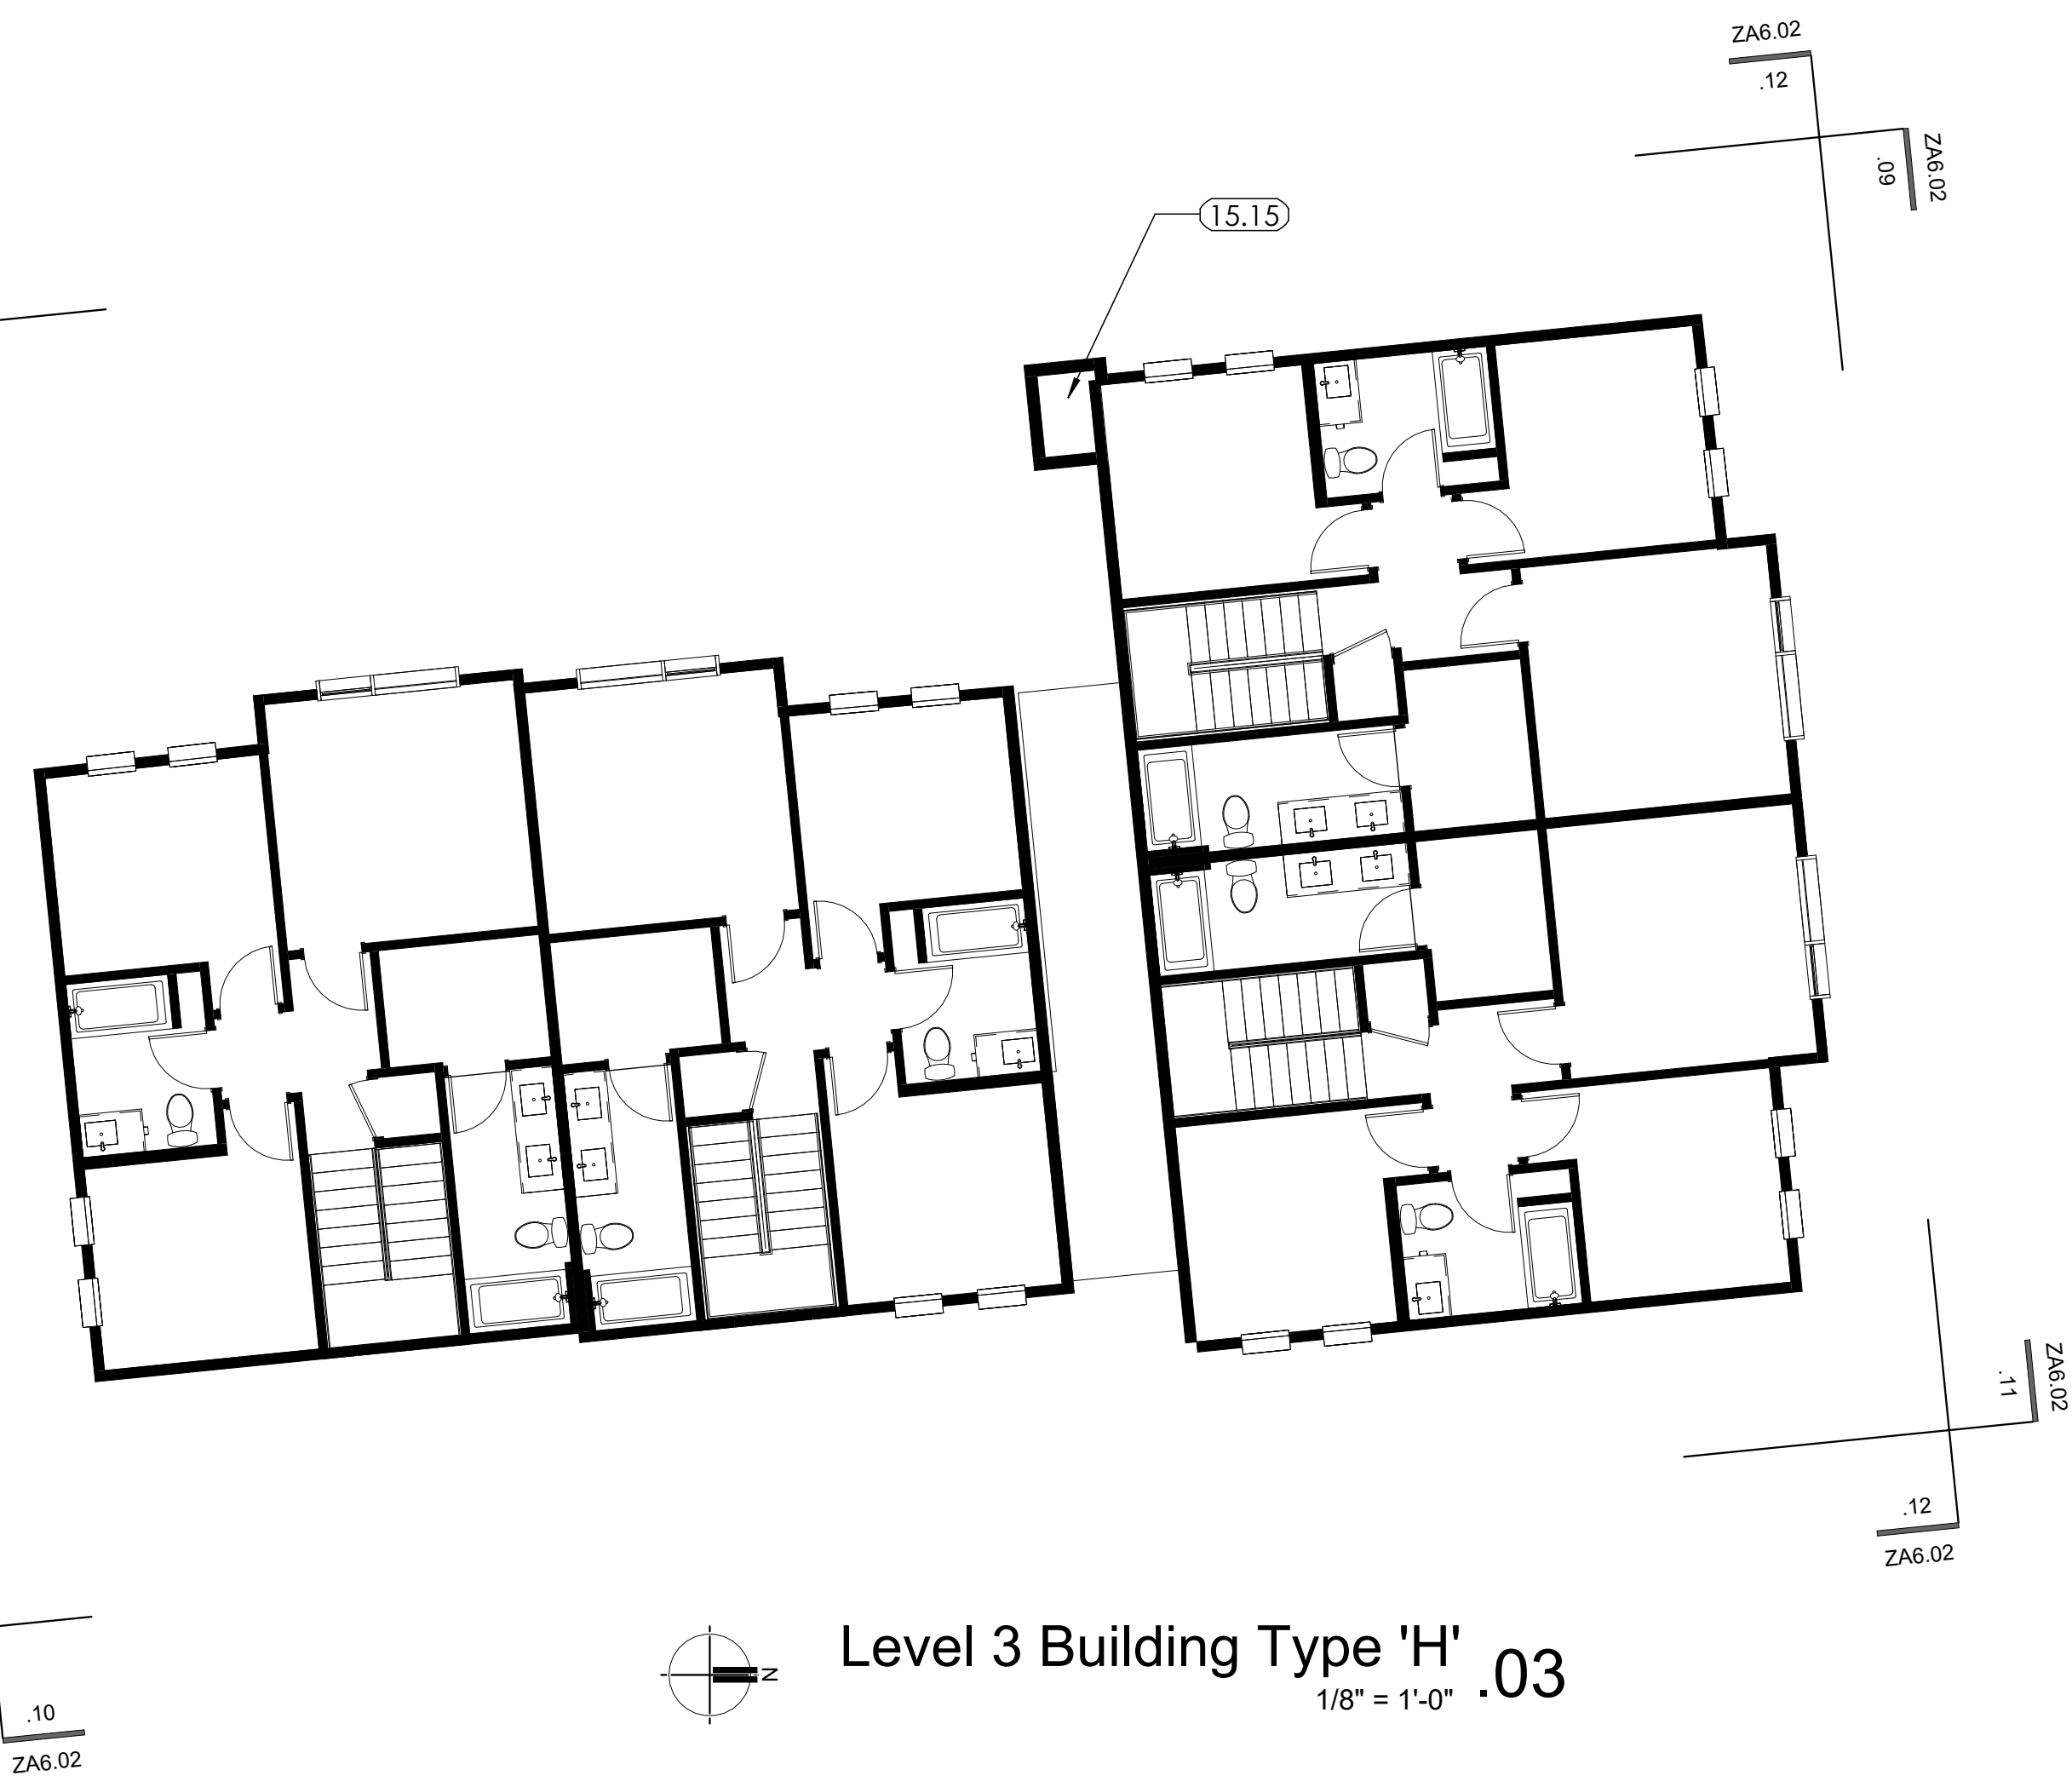 ZA6.02
.12
ZA6.02
.09
15.15
ZA6.02
.11
.12
ZA6.02
N
Level 3 Building Type 'H'
.03
1/8" = 1'-0"
.10
ZA6.02